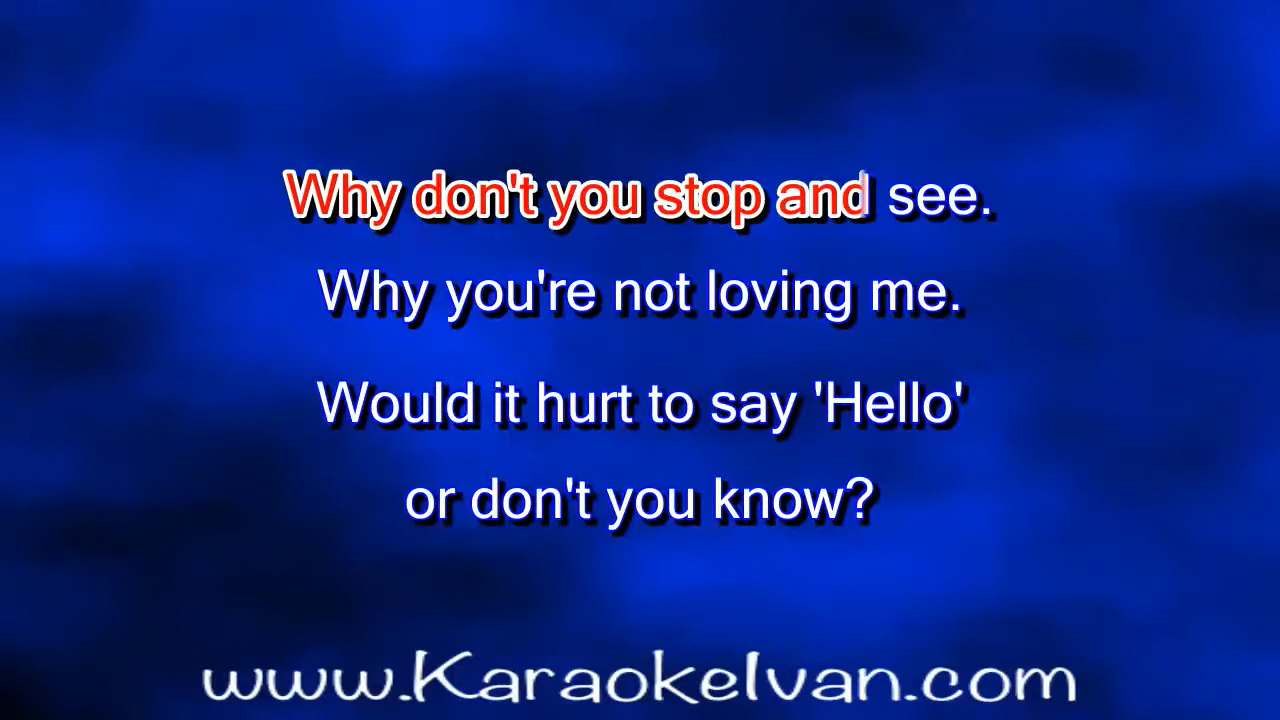 Why don't you stop and see.
Why you're not loving me.
Would it hurt to say 'Hello'
or don't you know?
www.KaraokeIvan.com